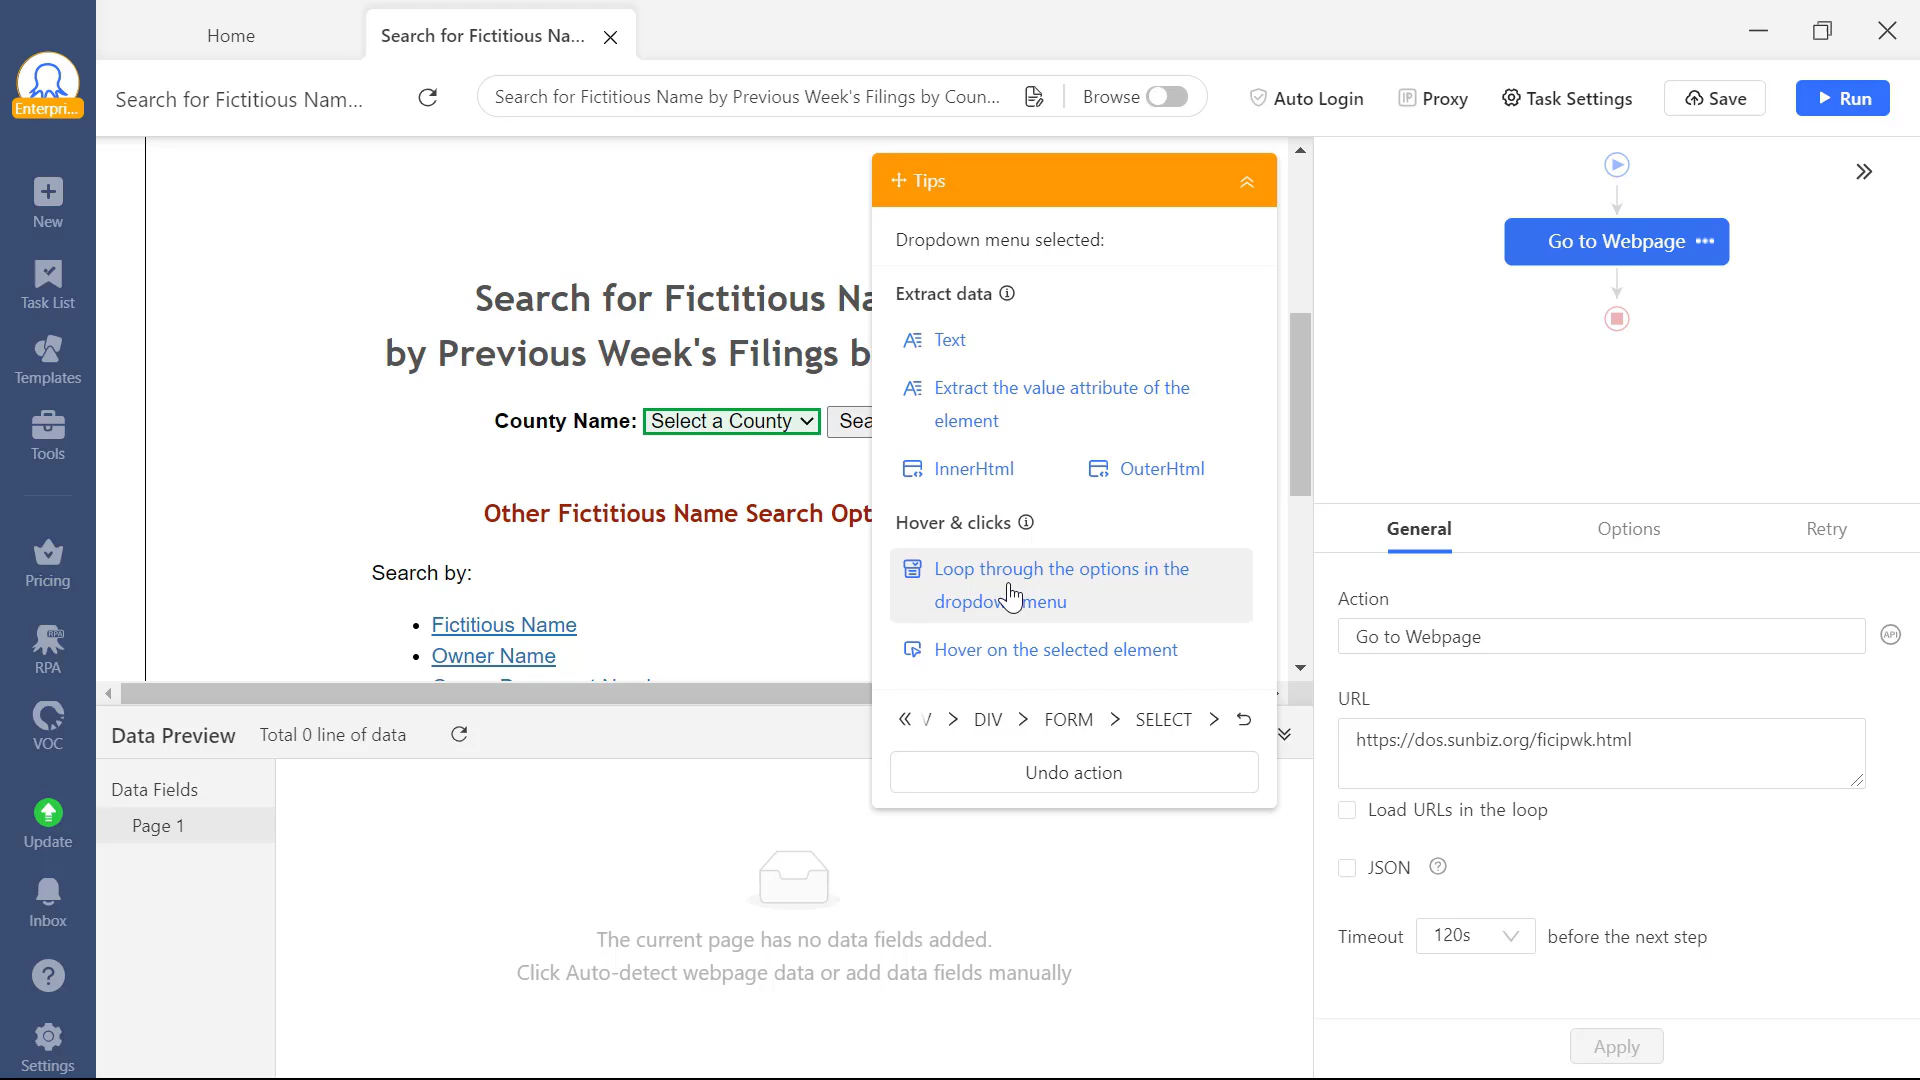 Home
Search for Fictitious Na...
Enterpri...
Search for Fictitious Nam...
Search for Fictitious Name by Previous Week's Filings by Coun...
Browse
Auto Login
Proxy
Task Settings
Save
Run
New
Task List
Templates
Tools
Pricing
RPA
VOC
Update
Inbox
Settings
Search for Fictitious Na
by Previous Week's Filings b
County Name: Select a County Sea
Other Fictitious Name Search Opt
Search by:
• Fictitious Name
• Owner Name
Tips
Dropdown menu selected:
Extract data
Text
Extract the value attribute of the
element
InnerHtml OuterHtml
Hover & clicks
Loop through the options in the
dropdown menu
Hover on the selected element
V > DIV > FORM > SELECT >
Undo action
Go to Webpage
General Options Retry
Action
Go to Webpage
API
URL
https://dos.sunbiz.org/ficipwk.html
Load URLs in the loop
JSON
Timeout 120s before the next step
Apply
Data Preview Total 0 line of data
Data Fields
Page 1
The current page has no data fields added.
Click Auto-detect webpage data or add data fields manually